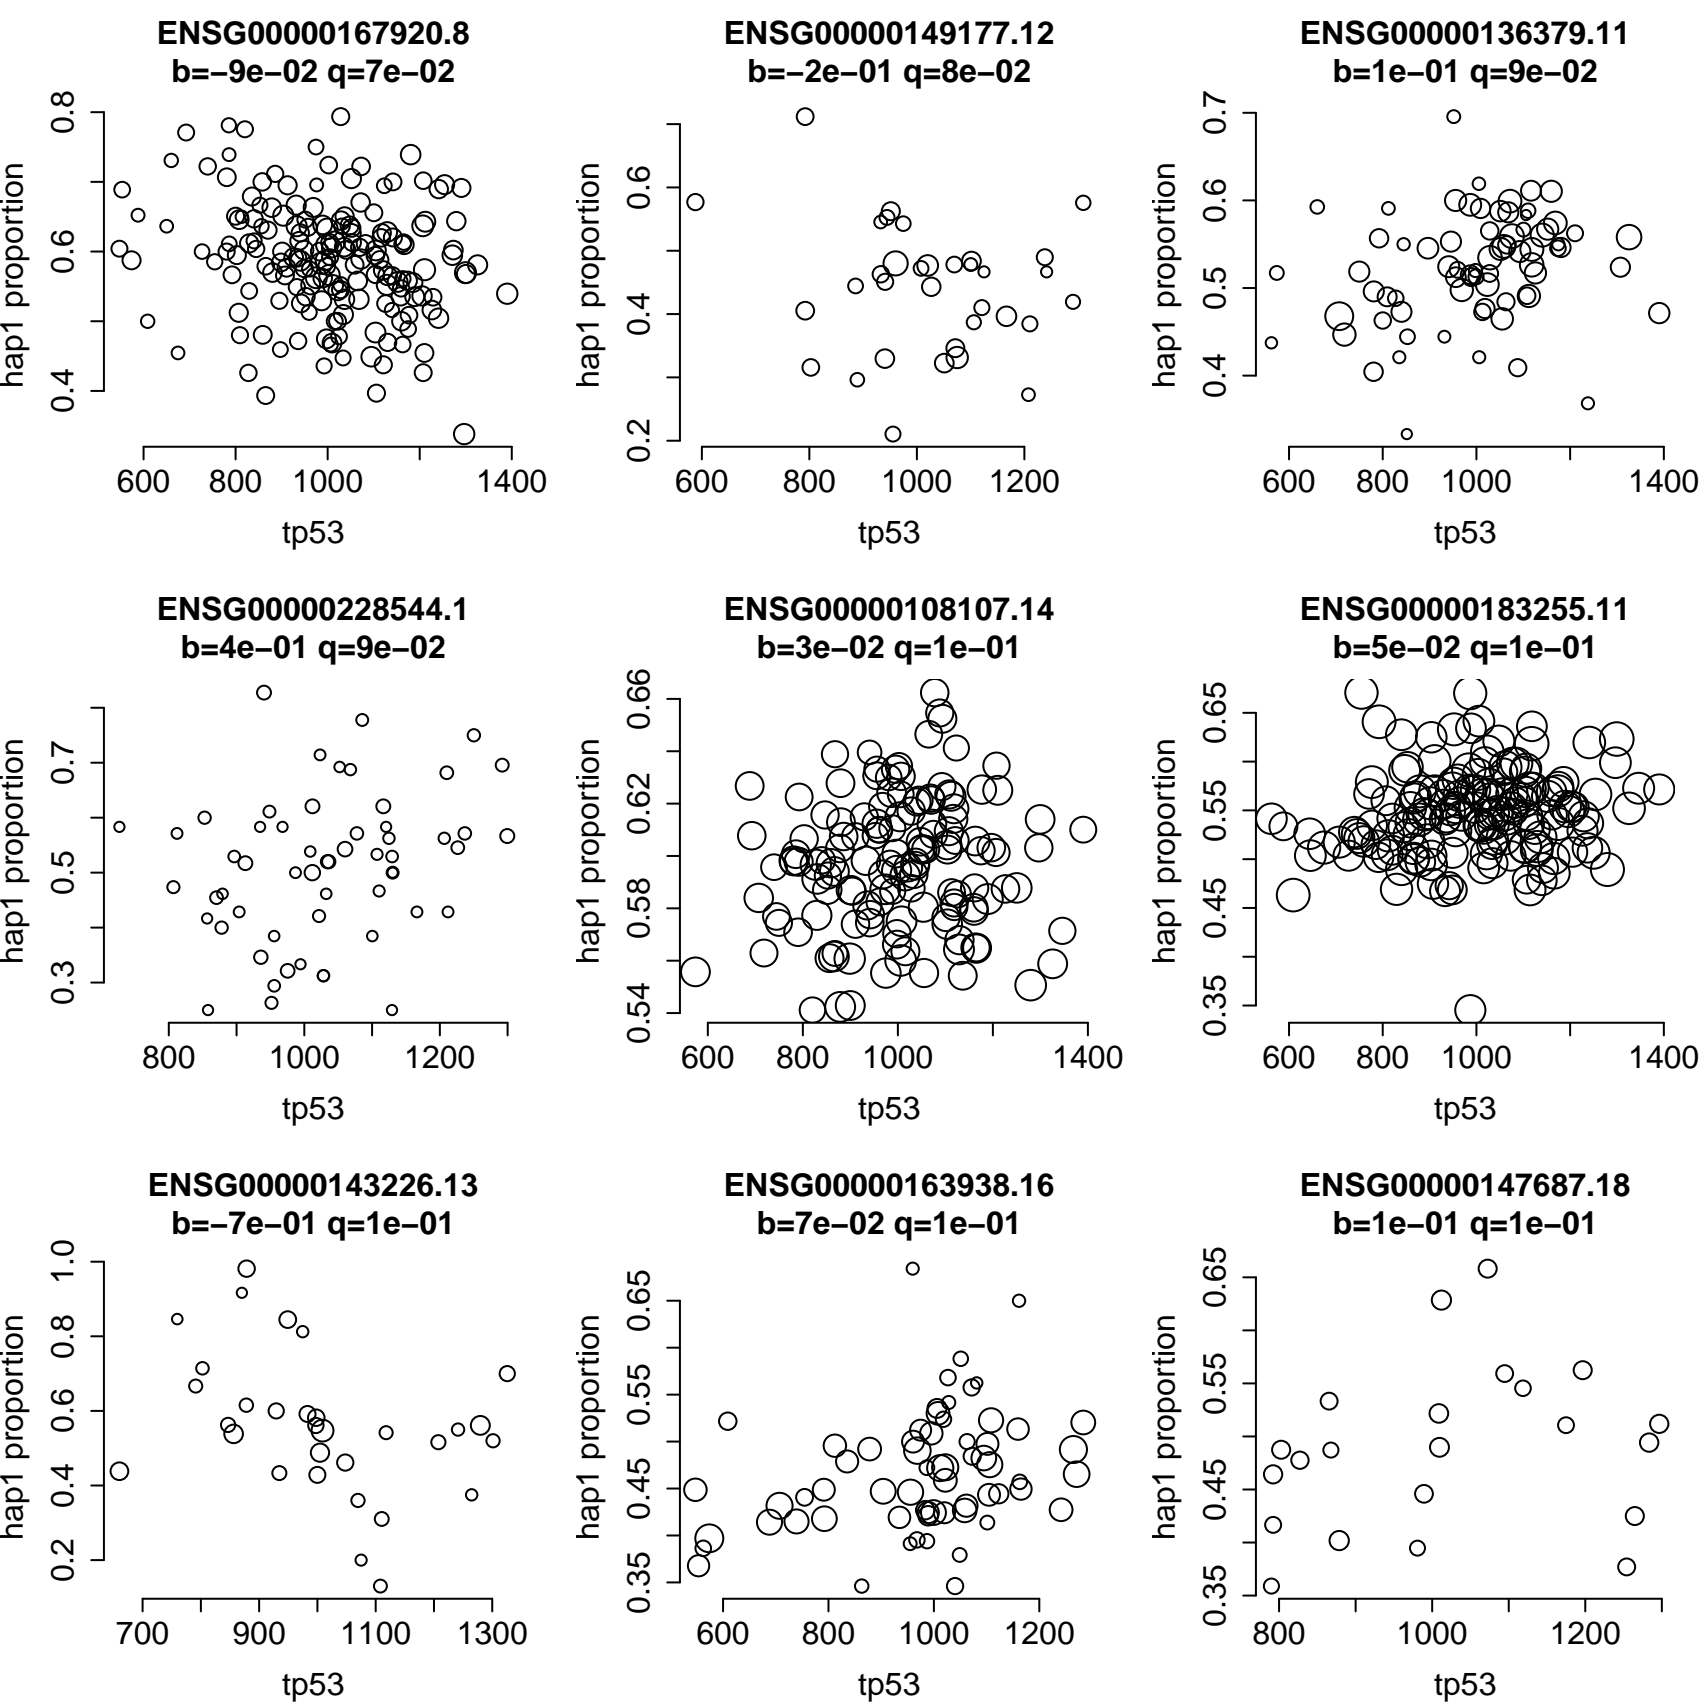 ENSG00000167920.8
b=−9e−02 q=7e−02
hap1 proportion
0.4 0.6 0.8
600 800 1000 1400
tp53
ENSG00000149177.12
b=−2e−01 q=8e−02
hap1 proportion
0.2 0.4 0.6
600 800 1000 1200
tp53
ENSG00000136379.11
b=1e−01 q=9e−02
hap1 proportion
0.4 0.5 0.6 0.7
600 800 1000 1400
tp53
ENSG00000228544.1
b=4e−01 q=9e−02
hap1 proportion
0.3 0.5 0.7
800 1000 1200
tp53
ENSG00000108107.14
b=3e−02 q=1e−01
hap1 proportion
0.54 0.58 0.62 0.66
600 800 1000 1400
tp53
ENSG00000183255.11
b=5e−02 q=1e−01
hap1 proportion
0.35 0.45 0.55 0.65
600 800 1000 1400
tp53
ENSG00000143226.13
b=−7e−01 q=1e−01
hap1 proportion
0.2 0.4 0.6 0.8 1.0
700 900 1100 1300
tp53
ENSG00000163938.16
b=7e−02 q=1e−01
hap1 proportion
0.35 0.45 0.55 0.65
600 800 1000 1200
tp53
ENSG00000147687.18
b=1e−01 q=1e−01
hap1 proportion
0.35 0.45 0.55 0.65
800 1000 1200
tp53